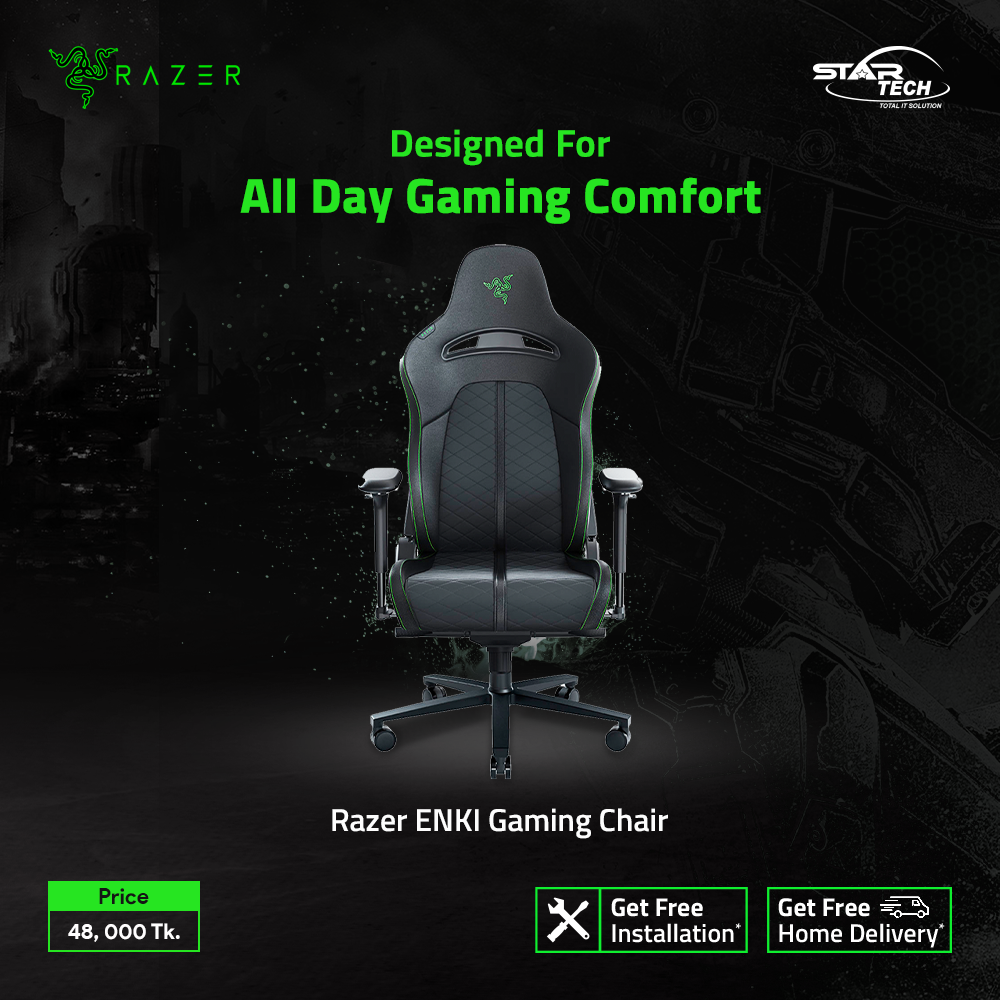 RAZER
STAR
TECH
TOTAL IT SOLUTION
Designed For
All Day Gaming Comfort
Razer ENKI Gaming Chair
Price
48, 000 Tk.
Get Free
Installation*
Get Free
Home Delivery*